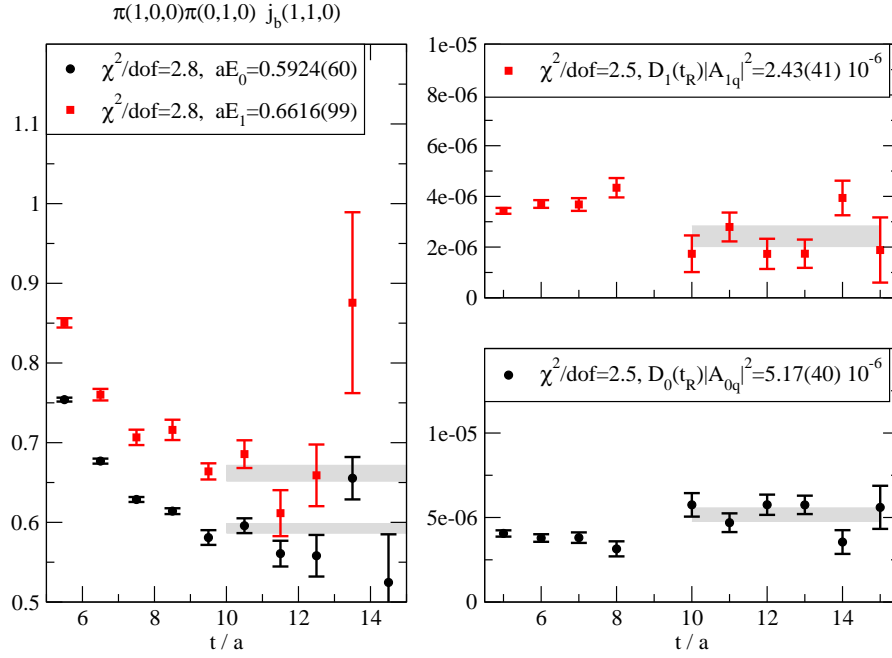 π(1,0,0)π(0,1,0) j_b(1,1,0)
χ²/dof=2.8, aE₀=0.5924(60)
χ²/dof=2.8, aE₁=0.6616(99)
1.1
1
0.9
0.8
0.7
0.6
0.5
6 8 10 12 14
t / a
χ²/dof=2.5, D₁(t_R)|A_{1q}|²=2.43(41) 10⁻⁶
1e-05
8e-06
6e-06
4e-06
2e-06
0
χ²/dof=2.5, D₀(t_R)|A_{0q}|²=5.17(40) 10⁻⁶
1e-05
5e-06
0
6 8 10 12 14
t / a